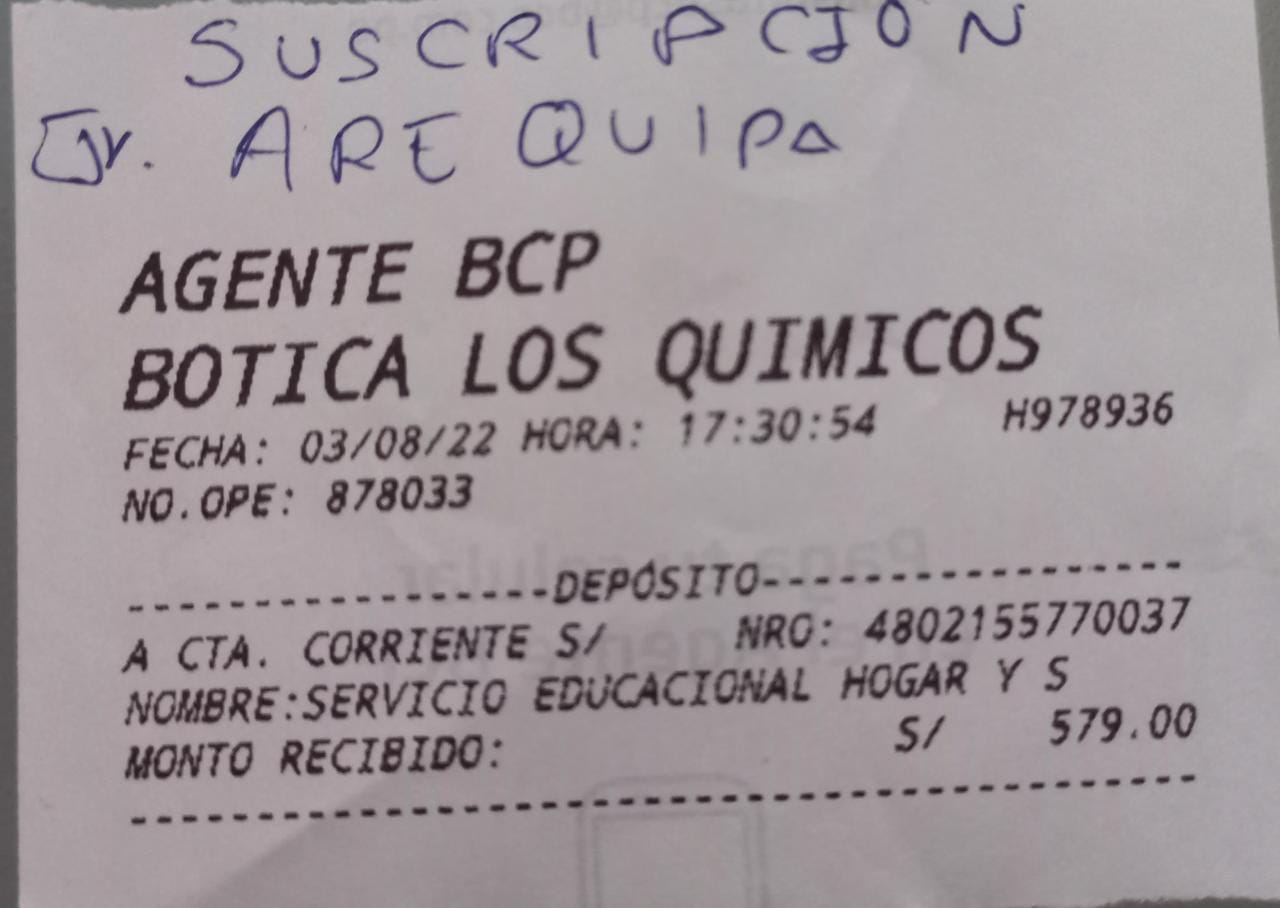 SUSCRIPCION
Jr. AREQUIPA
AGENTE BCP
BOTICA LOS QUIMICOS
FECHA: 03/08/22 HORA: 17:30:54 H978936
NO.OPE: 878033
------------------DEPÓSITO------------------
A CTA. CORRIENTE S/ NRO: 4802155770037
NOMBRE:SERVICIO EDUCACIONAL HOGAR Y S
MONTO RECIBIDO: S/ 579.00
--------------------------------------------